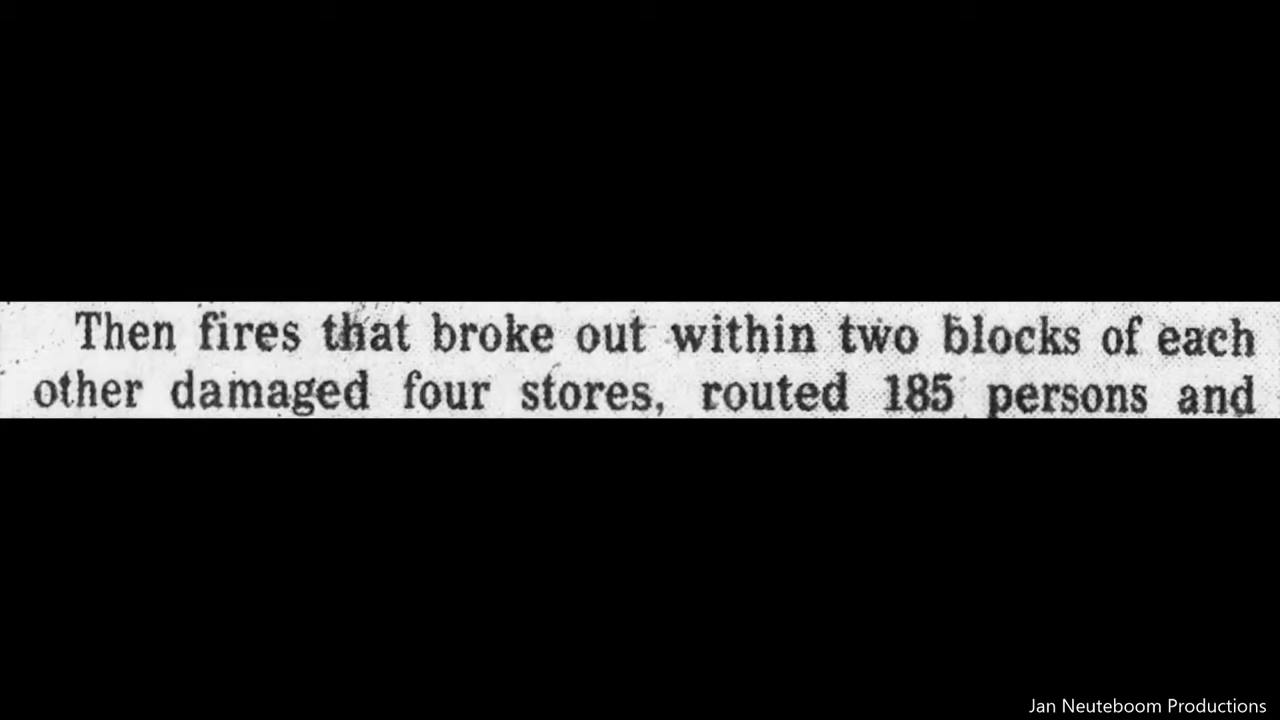 Then fires that broke out within two blocks of each
other damaged four stores, routed 185 persons and
Jan Neuteboom Productions